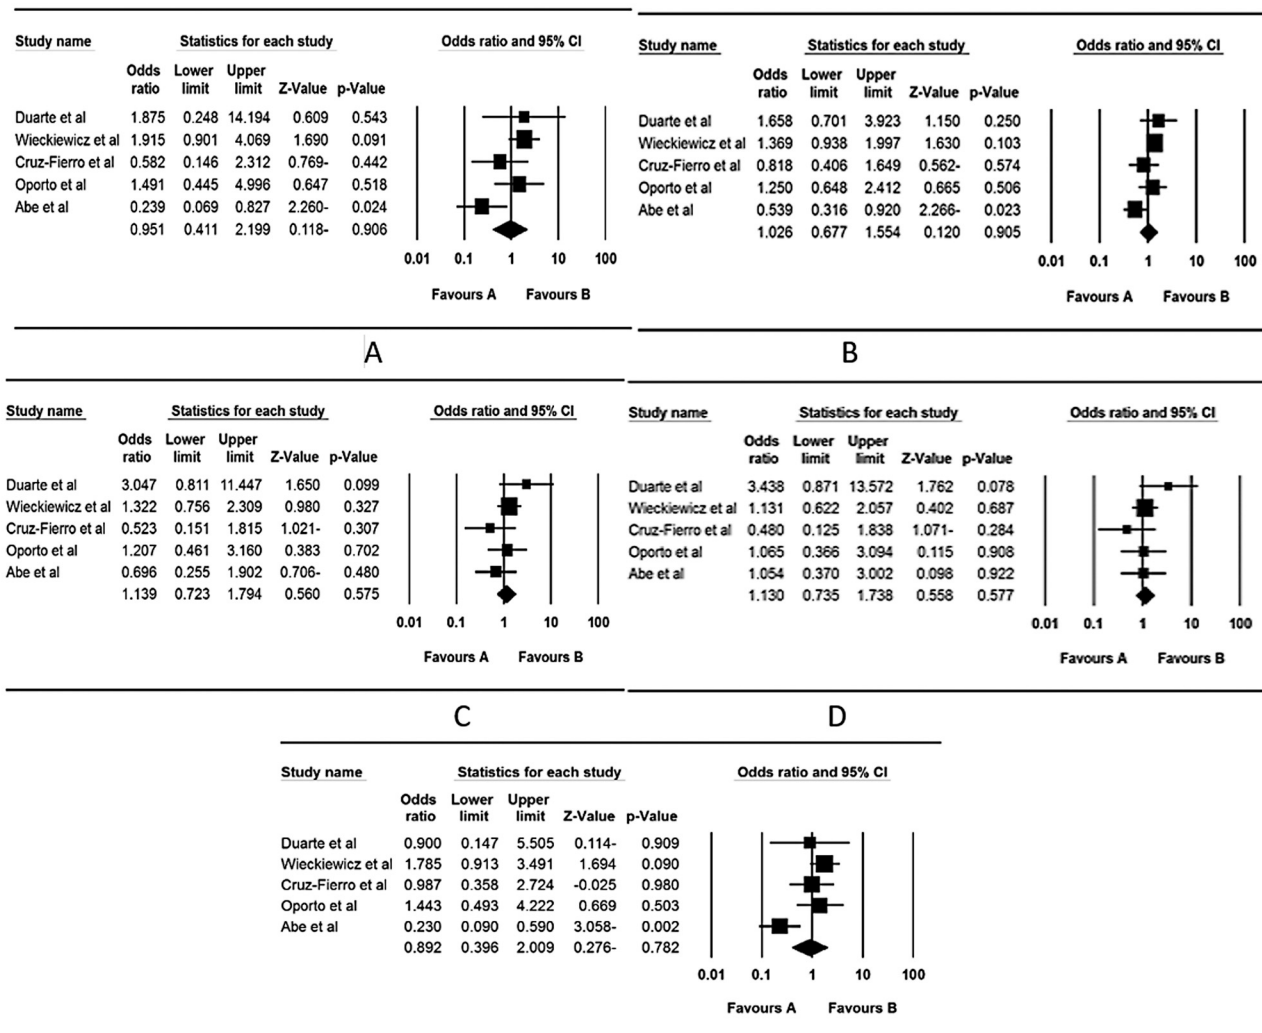 Study name Statistics for each study Odds ratio and 95% CI
Odds Lower Upper
ratio limit limit Z-Value p-Value
Duarte et al 1.875 0.248 14.194 0.609 0.543
Wieckiewicz et al 1.915 0.901 4.069 1.690 0.091
Cruz-Fierro et al 0.582 0.146 2.312 0.769- 0.442
Oporto et al 1.491 0.445 4.996 0.647 0.518
Abe et al 0.239 0.069 0.827 2.260- 0.024
0.951 0.411 2.199 0.118- 0.906
0.01 0.1 1 10 100
Favours A Favours B
A
Study name Statistics for each study Odds ratio and 95% CI
Odds Lower Upper
ratio limit limit Z-Value p-Value
Duarte et al 1.658 0.701 3.923 1.150 0.250
Wieckiewicz et al 1.369 0.938 1.997 1.630 0.103
Cruz-Fierro et al 0.818 0.406 1.649 0.562- 0.574
Oporto et al 1.250 0.648 2.412 0.665 0.506
Abe et al 0.539 0.316 0.920 2.266- 0.023
1.026 0.677 1.554 0.120 0.905
0.01 0.1 1 10 100
Favours A Favours B
B
Study name Statistics for each study Odds ratio and 95% CI
Odds Lower Upper
ratio limit limit Z-Value p-Value
Duarte et al 3.047 0.811 11.447 1.650 0.099
Wieckiewicz et al 1.322 0.756 2.309 0.980 0.327
Cruz-Fierro et al 0.523 0.151 1.815 1.021- 0.307
Oporto et al 1.207 0.461 3.160 0.383 0.702
Abe et al 0.696 0.255 1.902 0.706- 0.480
1.139 0.723 1.794 0.560 0.575
0.01 0.1 1 10 100
Favours A Favours B
C
Study name Statistics for each study Odds ratio and 95% CI
Odds Lower Upper
ratio limit limit Z-Value p-Value
Duarte et al 3.438 0.871 13.572 1.762 0.078
Wieckiewicz et al 1.131 0.622 2.057 0.402 0.687
Cruz-Fierro et al 0.480 0.125 1.838 1.071- 0.284
Oporto et al 1.065 0.366 3.094 0.115 0.908
Abe et al 1.054 0.370 3.002 0.098 0.922
1.130 0.735 1.738 0.558 0.577
0.01 0.1 1 10 100
Favours A Favours B
D
Study name Statistics for each study Odds ratio and 95% CI
Odds Lower Upper
ratio limit limit Z-Value p-Value
Duarte et al 0.900 0.147 5.505 0.114- 0.909
Wieckiewicz et al 1.785 0.913 3.491 1.694 0.090
Cruz-Fierro et al 0.987 0.358 2.724 -0.025 0.980
Oporto et al 1.443 0.493 4.222 0.669 0.503
Abe et al 0.230 0.090 0.590 3.058- 0.002
0.892 0.396 2.009 0.276- 0.782
0.01 0.1 1 10 100
Favours A Favours B